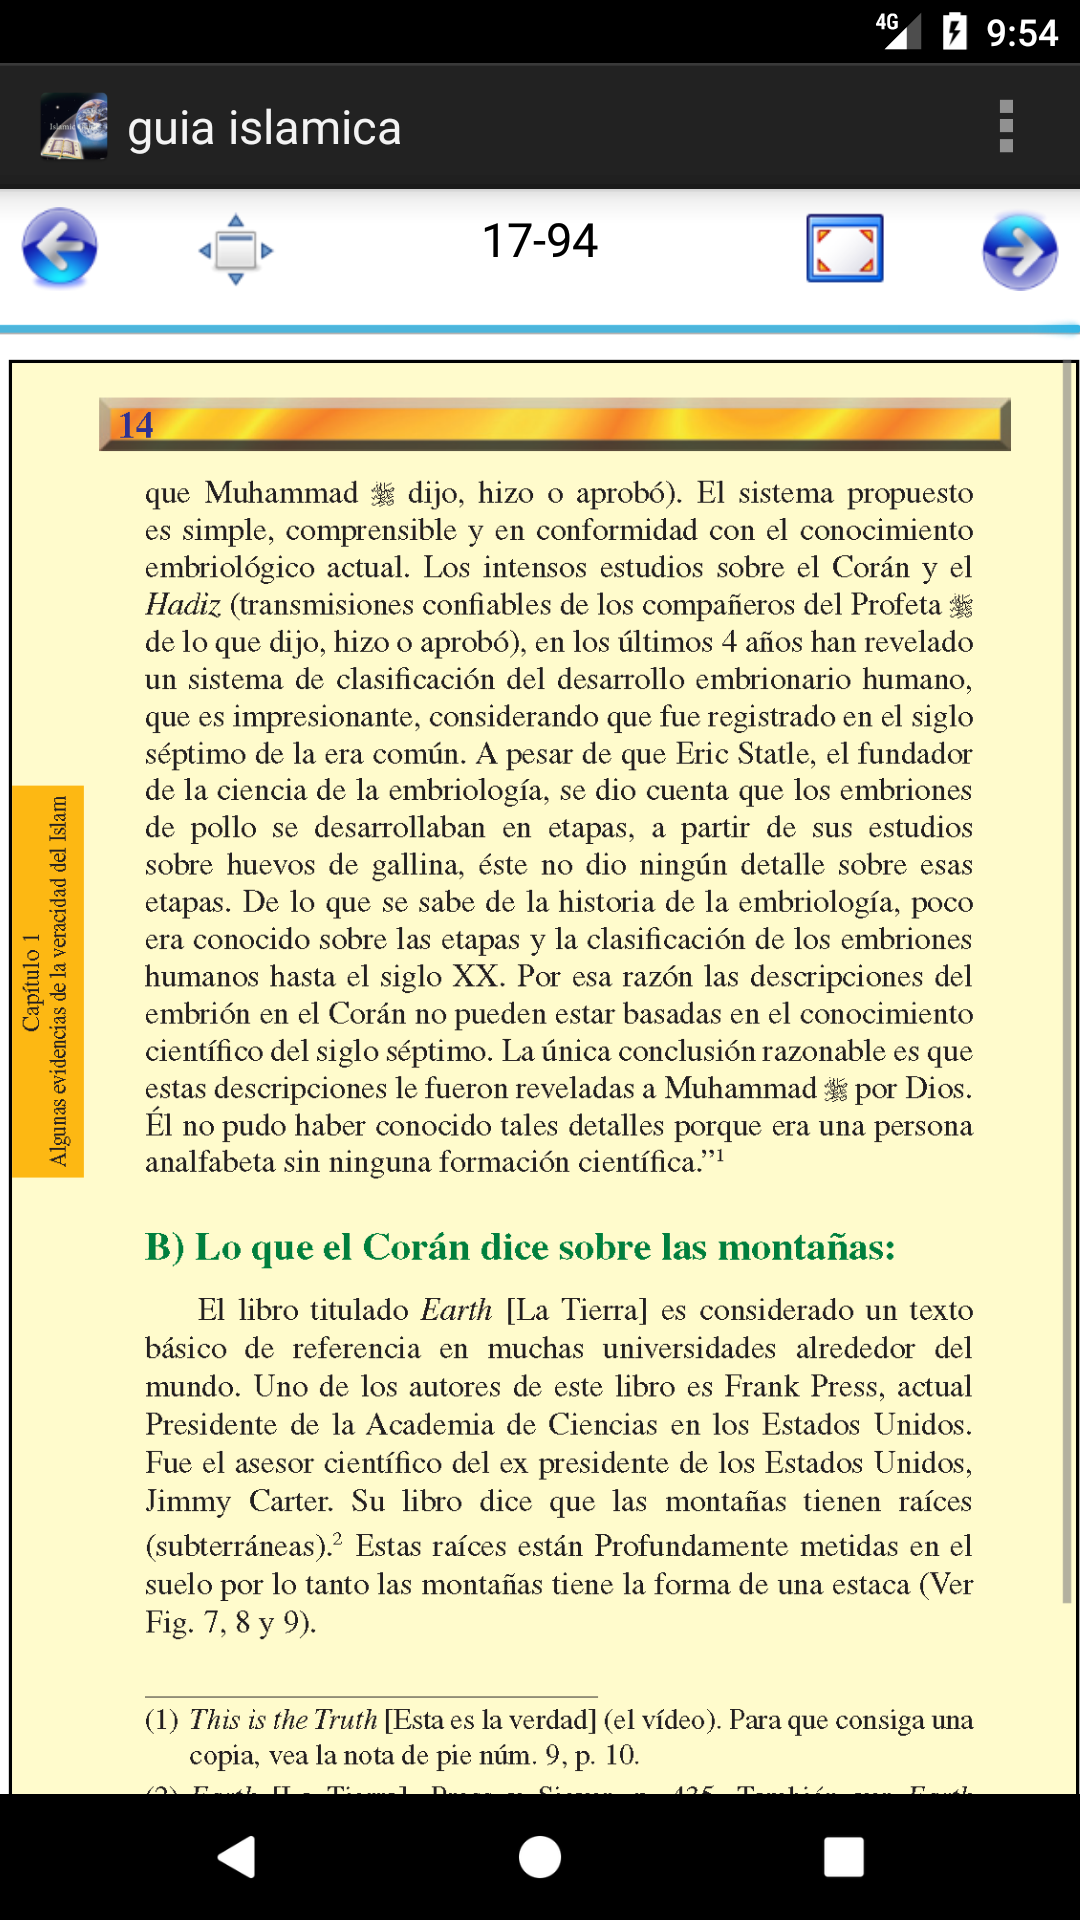 4G 9:54
guia islamica
17-94
14
que Muhammad ﷺ dijo, hizo o aprobó). El sistema propuesto
es simple, comprensible y en conformidad con el conocimiento
embriológico actual. Los intensos estudios sobre el Corán y el
Hadiz (transmisiones confiables de los compañeros del Profeta ﷺ
de lo que dijo, hizo o aprobó), en los últimos 4 años han revelado
un sistema de clasificación del desarrollo embrionario humano,
que es impresionante, considerando que fue registrado en el siglo
séptimo de la era común. A pesar de que Eric Statle, el fundador
de la ciencia de la embriología, se dio cuenta que los embriones
de pollo se desarrollaban en etapas, a partir de sus estudios
sobre huevos de gallina, éste no dio ningún detalle sobre esas
etapas. De lo que se sabe de la historia de la embriología, poco
era conocido sobre las etapas y la clasificación de los embriones
humanos hasta el siglo XX. Por esa razón las descripciones del
embrión en el Corán no pueden estar basadas en el conocimiento
científico del siglo séptimo. La única conclusión razonable es que
estas descripciones le fueron reveladas a Muhammad ﷺ por Dios.
Él no pudo haber conocido tales detalles porque era una persona
analfabeta sin ninguna formación científica.”¹
Capítulo 1
Algunas evidencias de la veracidad del Islam
B) Lo que el Corán dice sobre las montañas:
El libro titulado Earth [La Tierra] es considerado un texto
básico de referencia en muchas universidades alrededor del
mundo. Uno de los autores de este libro es Frank Press, actual
Presidente de la Academia de Ciencias en los Estados Unidos.
Fue el asesor científico del ex presidente de los Estados Unidos,
Jimmy Carter. Su libro dice que las montañas tienen raíces
(subterráneas).² Estas raíces están Profundamente metidas en el
suelo por lo tanto las montañas tiene la forma de una estaca (Ver
Fig. 7, 8 y 9).
(1) This is the Truth [Esta es la verdad] (el vídeo). Para que consiga una
copia, vea la nota de pie núm. 9, p. 10.
(2) Earth [La Tierra], Press y Siever, p. 435. También ver Earth